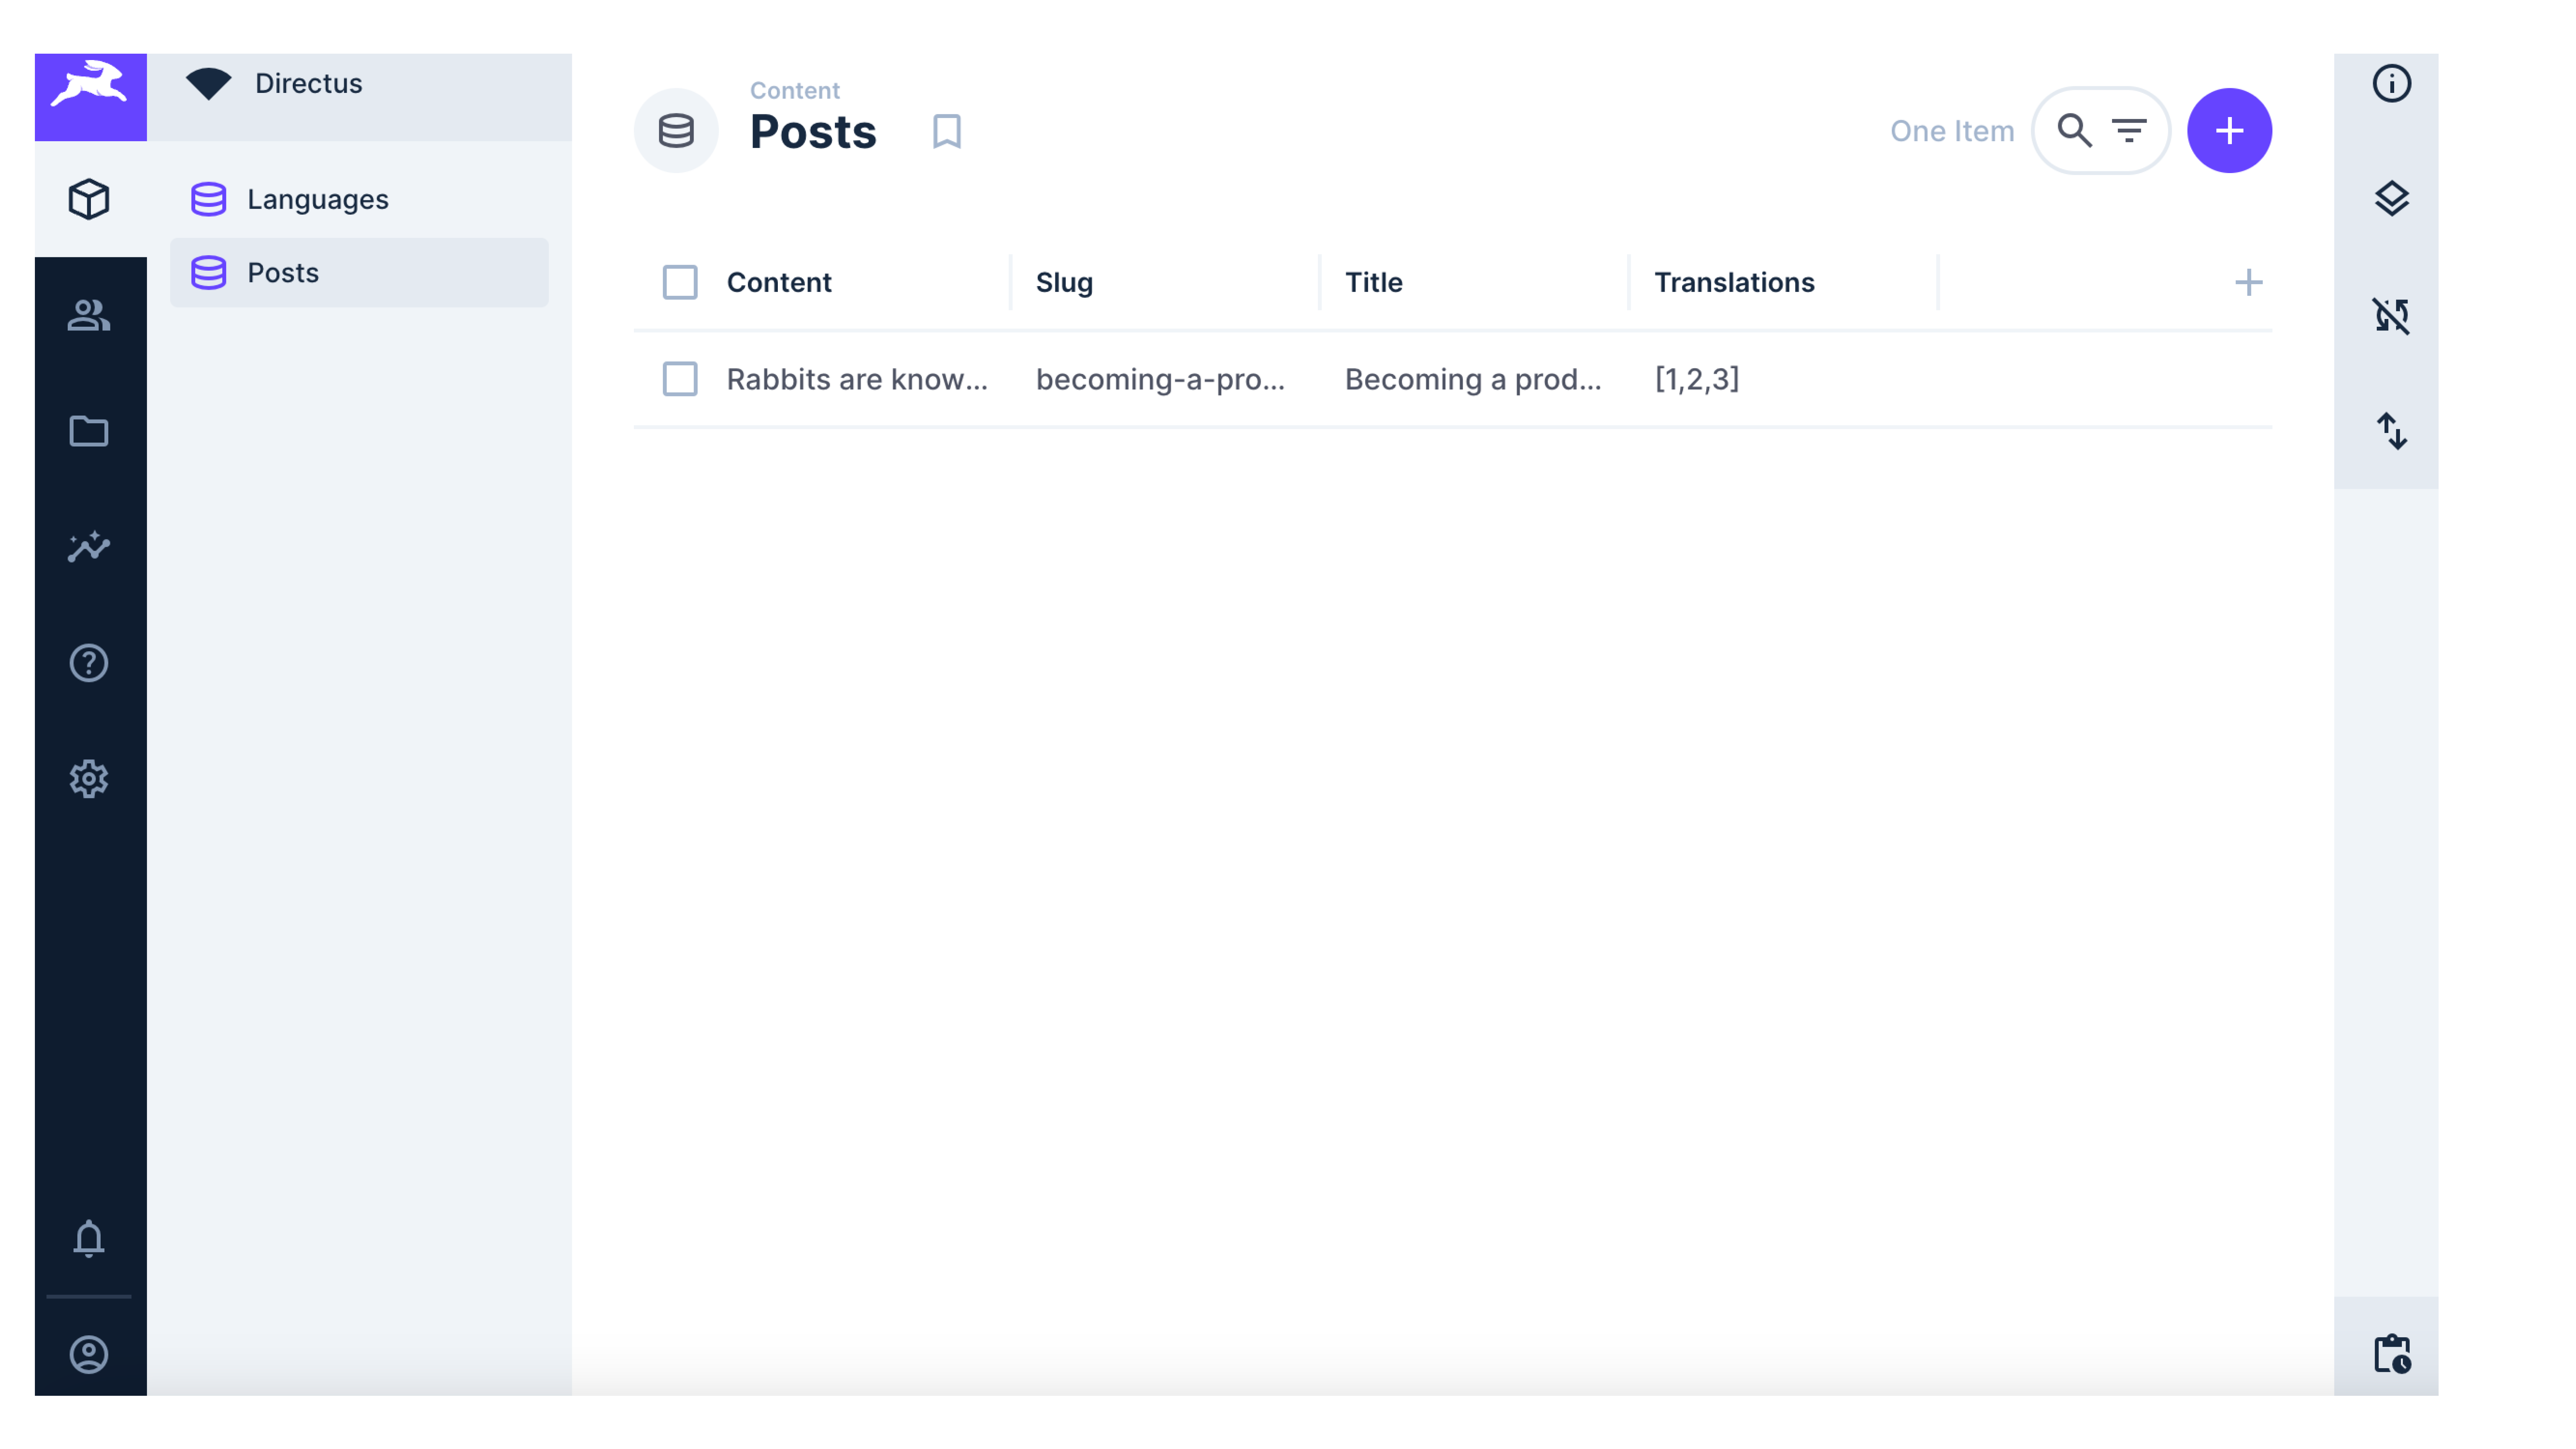 Directus
Languages
Posts
Content
Posts
One Item
Content Slug Title Translations
Rabbits are know... becoming-a-pro... Becoming a prod... [1,2,3]